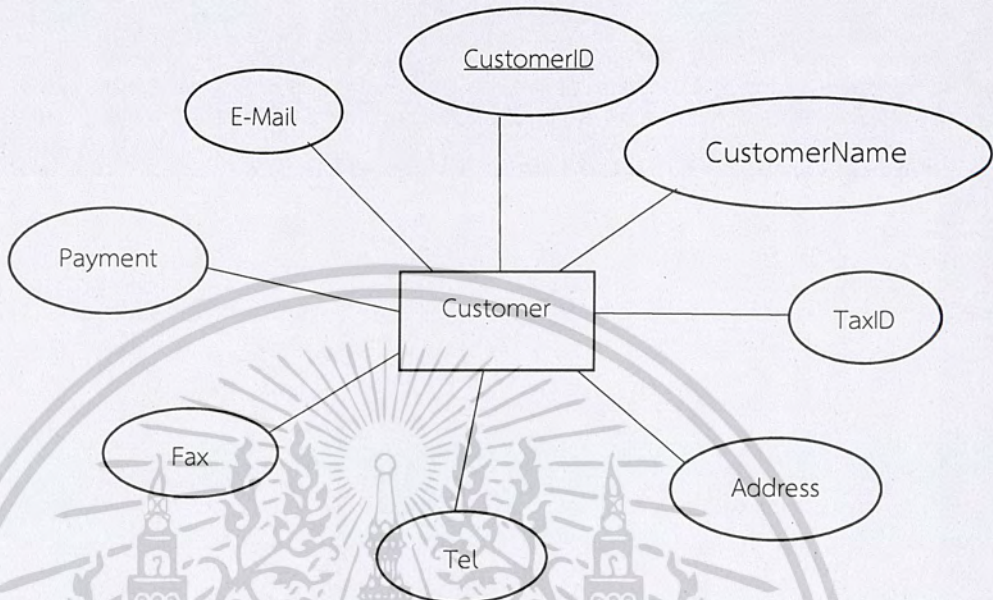 CustomerID
E-Mail
CustomerName
Payment
Customer
TaxID
Fax
Address
Tel